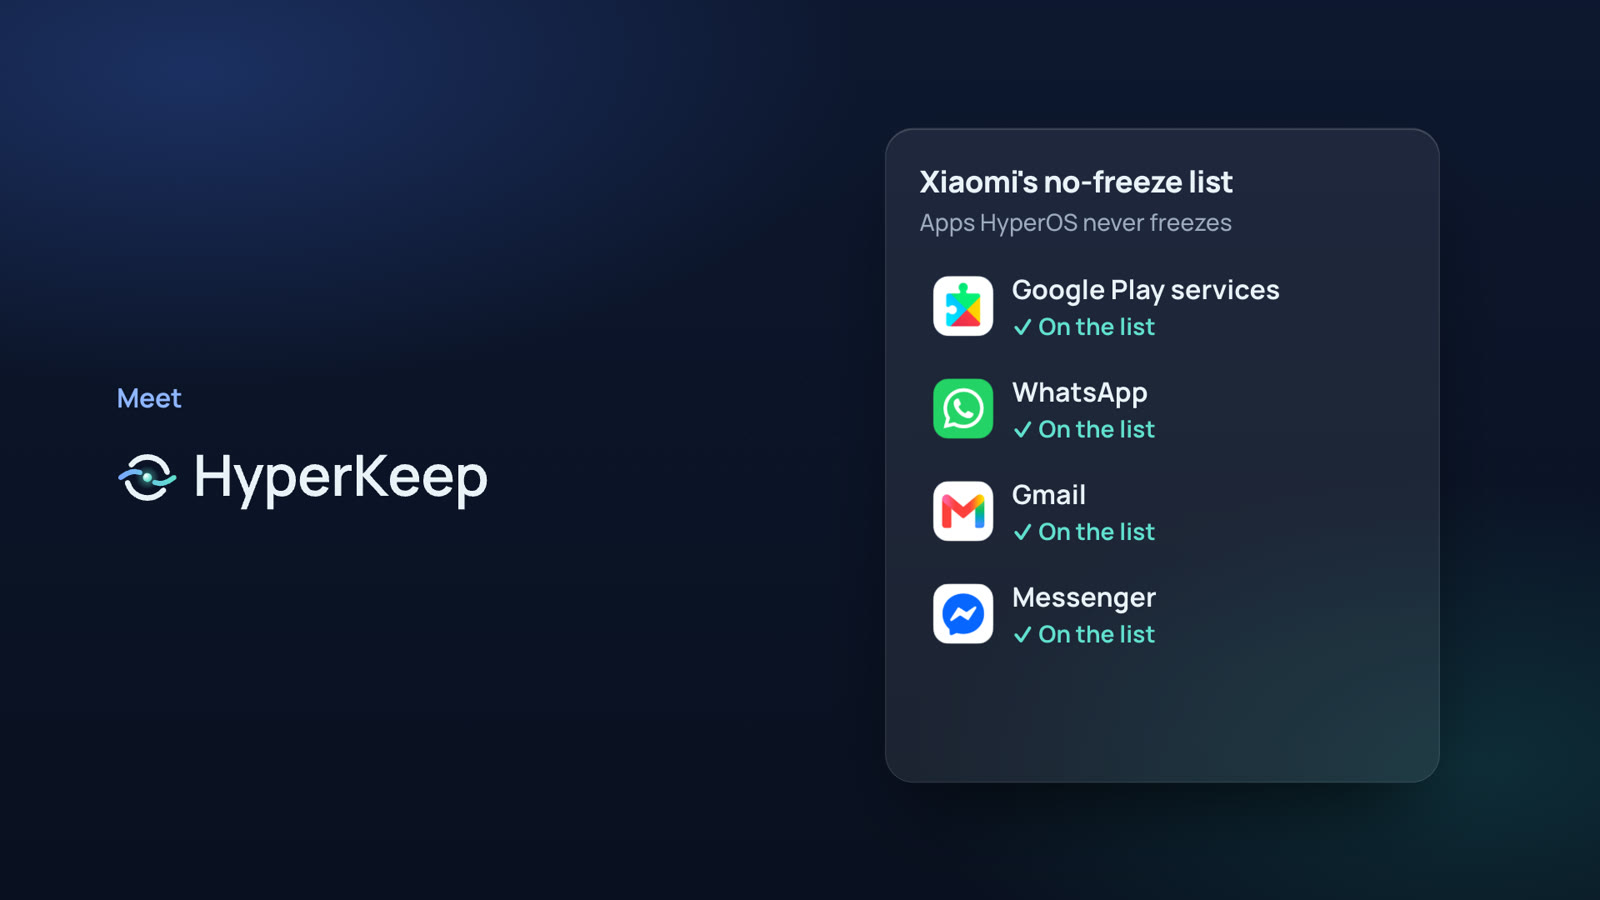 Meet
HyperKeep
Xiaomi's no-freeze list
Apps HyperOS never freezes
Google Play services
✓ On the list
WhatsApp
✓ On the list
Gmail
✓ On the list
Messenger
✓ On the list